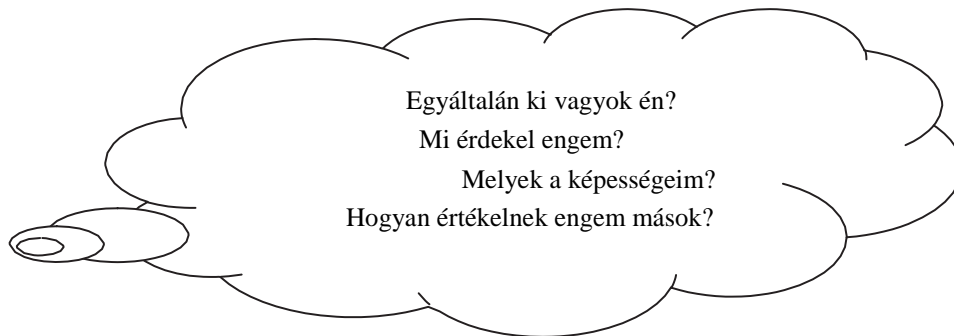 Egyáltalán ki vagyok én?
Mi érdekel engem?
Melyek a képességeim?
Hogyan értékelnek engem mások?